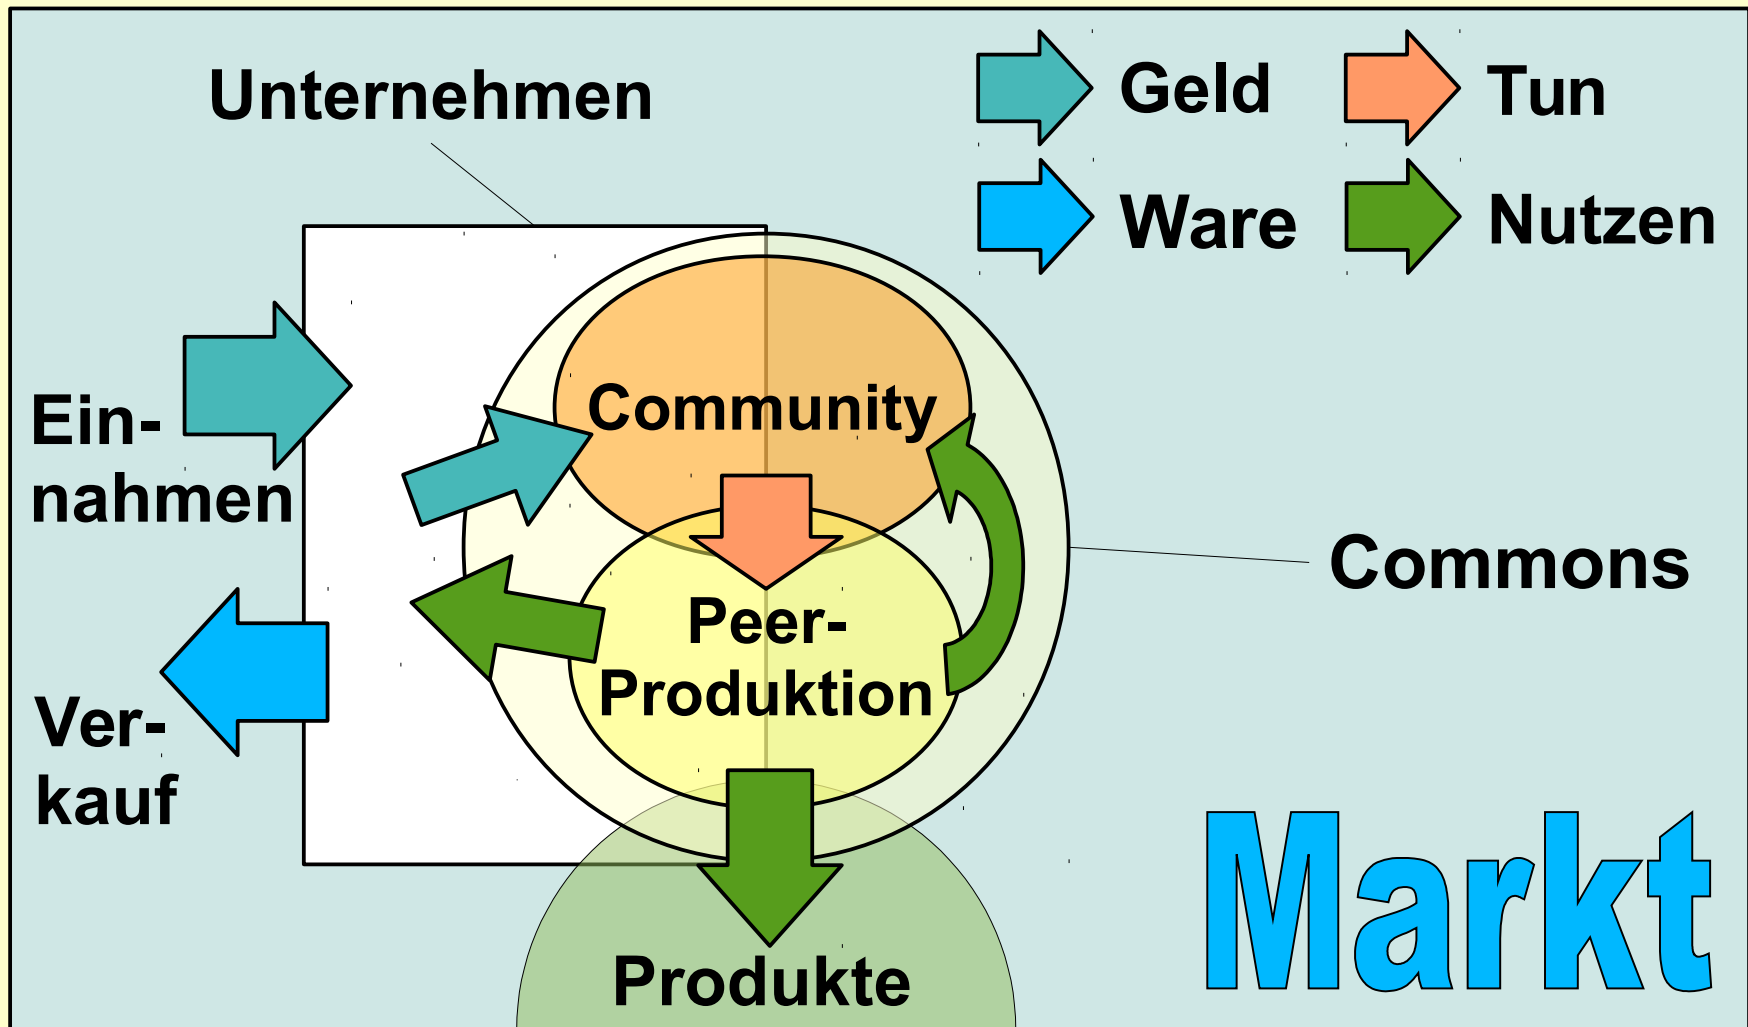 Unternehmen
Geld
Tun
Ware
Nutzen
Community
Ein-
nahmen
Commons
Peer-
Produktion
Ver-
kauf
Markt
Produkte